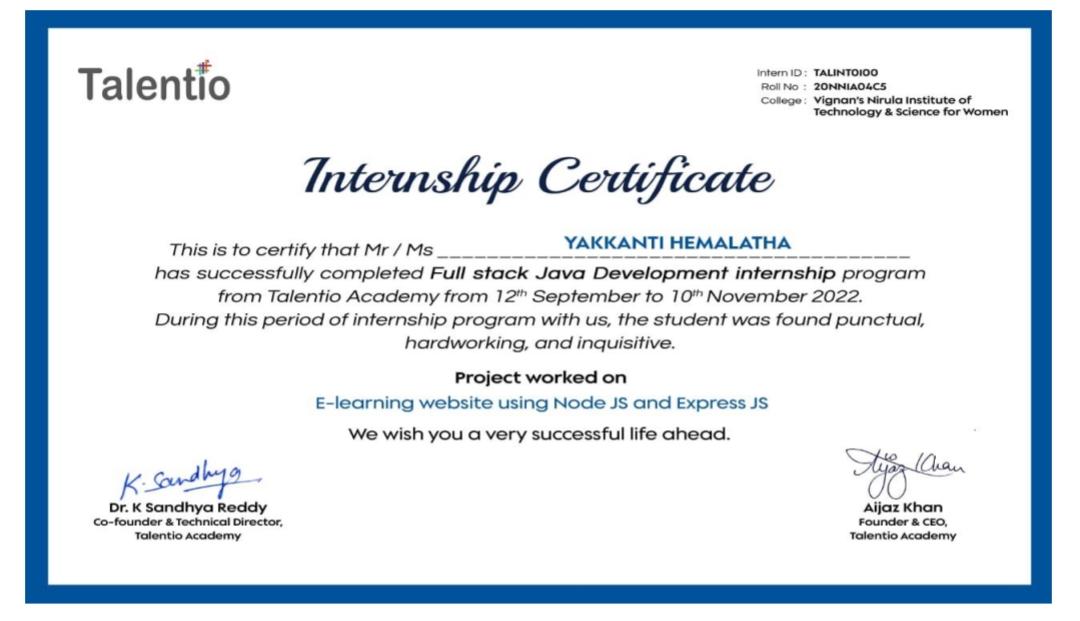 Talentio
Intern ID : TALINT0100
Roll No : 20NN1A04C5
College : Vignan's Nirula Institute of
Technology & Science for Women
Internship Certificate
This is to certify that Mr / Ms YAKKANTI HEMALATHA
has successfully completed Full stack Java Development internship program
from Talentio Academy from 12th September to 10th November 2022.
During this period of internship program with us, the student was found punctual,
hardworking, and inquisitive.
Project worked on
E-learning website using Node JS and Express JS
We wish you a very successful life ahead.
K. Sandhya
Aijaz Khan
Dr. K Sandhya Reddy
Co-founder & Technical Director,
Talentio Academy
Aijaz Khan
Founder & CEO,
Talentio Academy